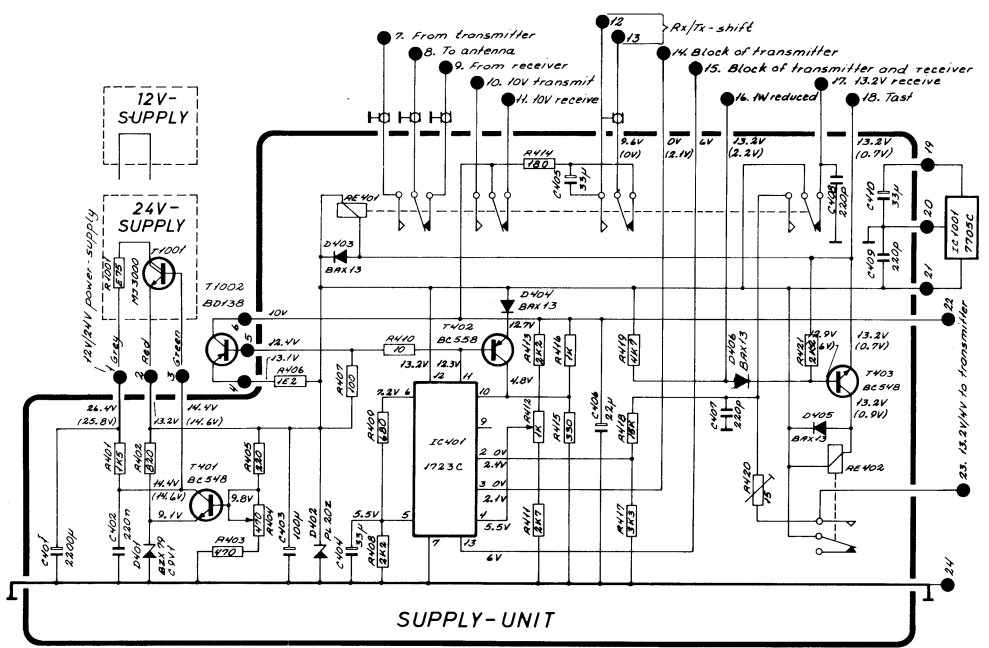 7. From transmitter
8. To antenna
9. From receiver
10. 10V transmit
11. 10V receive
12
13
Rx/Tx-shift
14. Block of transmitter
15. Block of transmitter and receiver
16. 1W reduced
17. 13.2V receive
18. Tast
12V-
SUPPLY
24V-
SUPPLY
R1001
E75
T1001
MJ3000
12/24V power-supply
1 Grey
2 Red
3 Green
T1002
BD138
6
5
4
10V
12.4V
13.1V
R406
1E2
R414
180
C405
33µ
9.6V
(0V)
0V
(2.1V)
6V
13.2V
(2.2V)
13.2V
(0.7V)
RE401
D403
BAX13
C408
220p
C410
33µ
C409
220p
19
20
21
IC1001
7705C
22
23. 13.2V/4V to transmitter
24
26.4V
(25.8V)
13.2V
14.4V
(14.6V)
R401
1K5
R402
820
R405
220
T401
BC548
14.4V
(14.6V)
9.8V
9.1V
R404
470
R403
470
C401
2200µ
C402
220n
D401
BZX79
C9V1
C403
100µ
D402
PL20Z
C404
33µ
R407
100
R410
10
13.2V
12.3V
T402
BC558
D404
BAX13
12.7V
4.8V
R409
680
7.2V
6
12
11
10
9
IC401
1723C
2
0V
2.4V
3
0V
2.1V
4
5.5V
5
5.5V
7
13
6V
R408
2K2
R413
2K2
R416
1K
R412
1K
R415
330
R411
2K7
C406
22µ
R419
4K7
R418
15K
R417
3K3
D406
BAX13
C407
220p
R421
2K2
12.9V
13.2V
(0.7V)
T403
BC548
13.2V
(0.9V)
D405
BAX13
RE402
R420
15
SUPPLY-UNIT